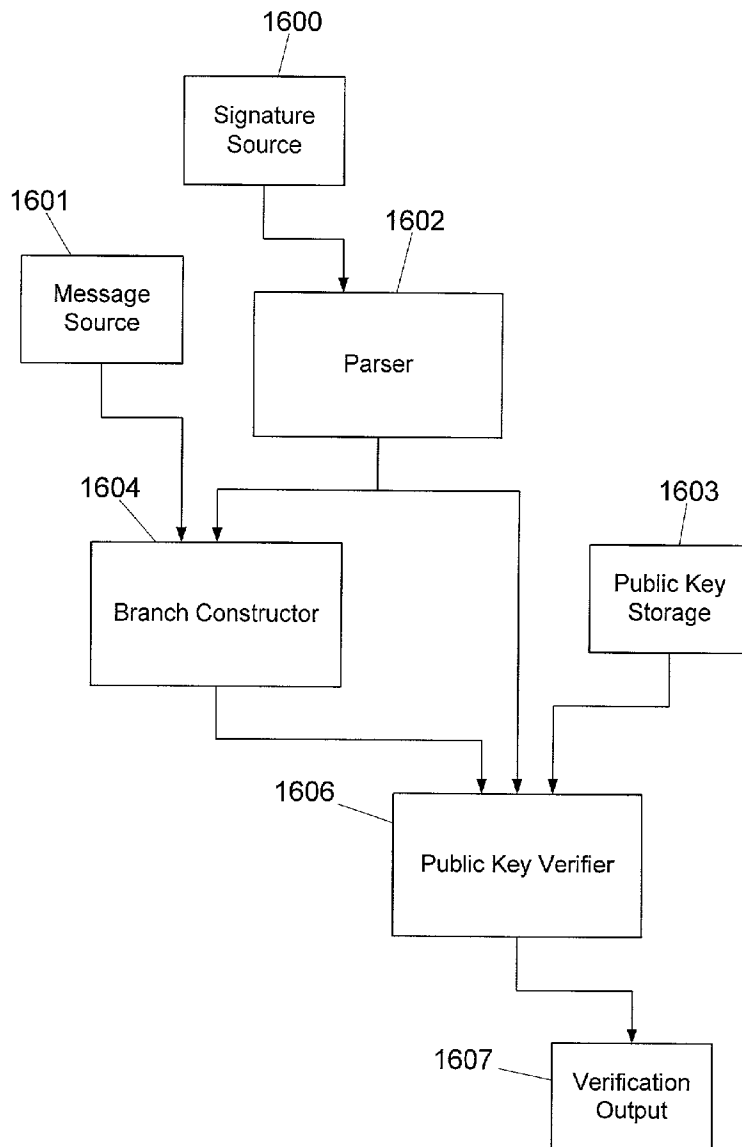 1600
Signature
Source
1601
Message
Source
1602
Parser
1604
Branch Constructor
1603
Public Key
Storage
1606
Public Key Verifier
1607
Verification
Output